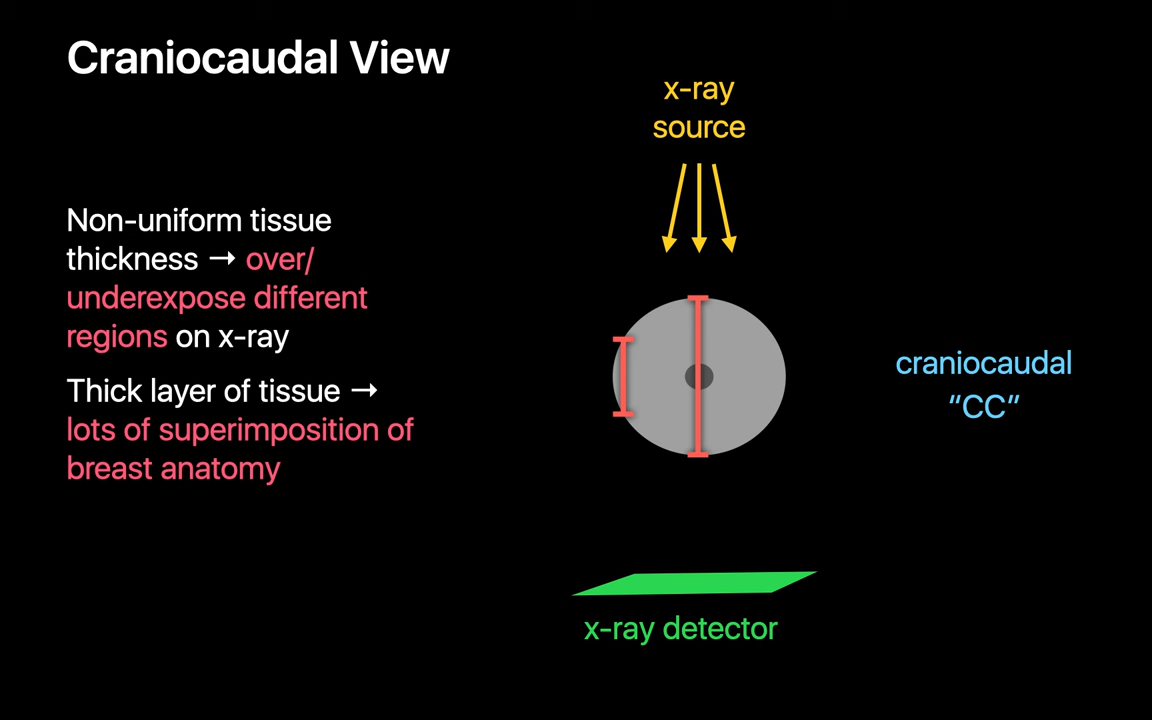 Craniocaudal View
x-ray
source
Non-uniform tissue
thickness → over/
underexpose different
regions on x-ray
Thick layer of tissue →
lots of superimposition of
breast anatomy
craniocaudal
“CC”
x-ray detector